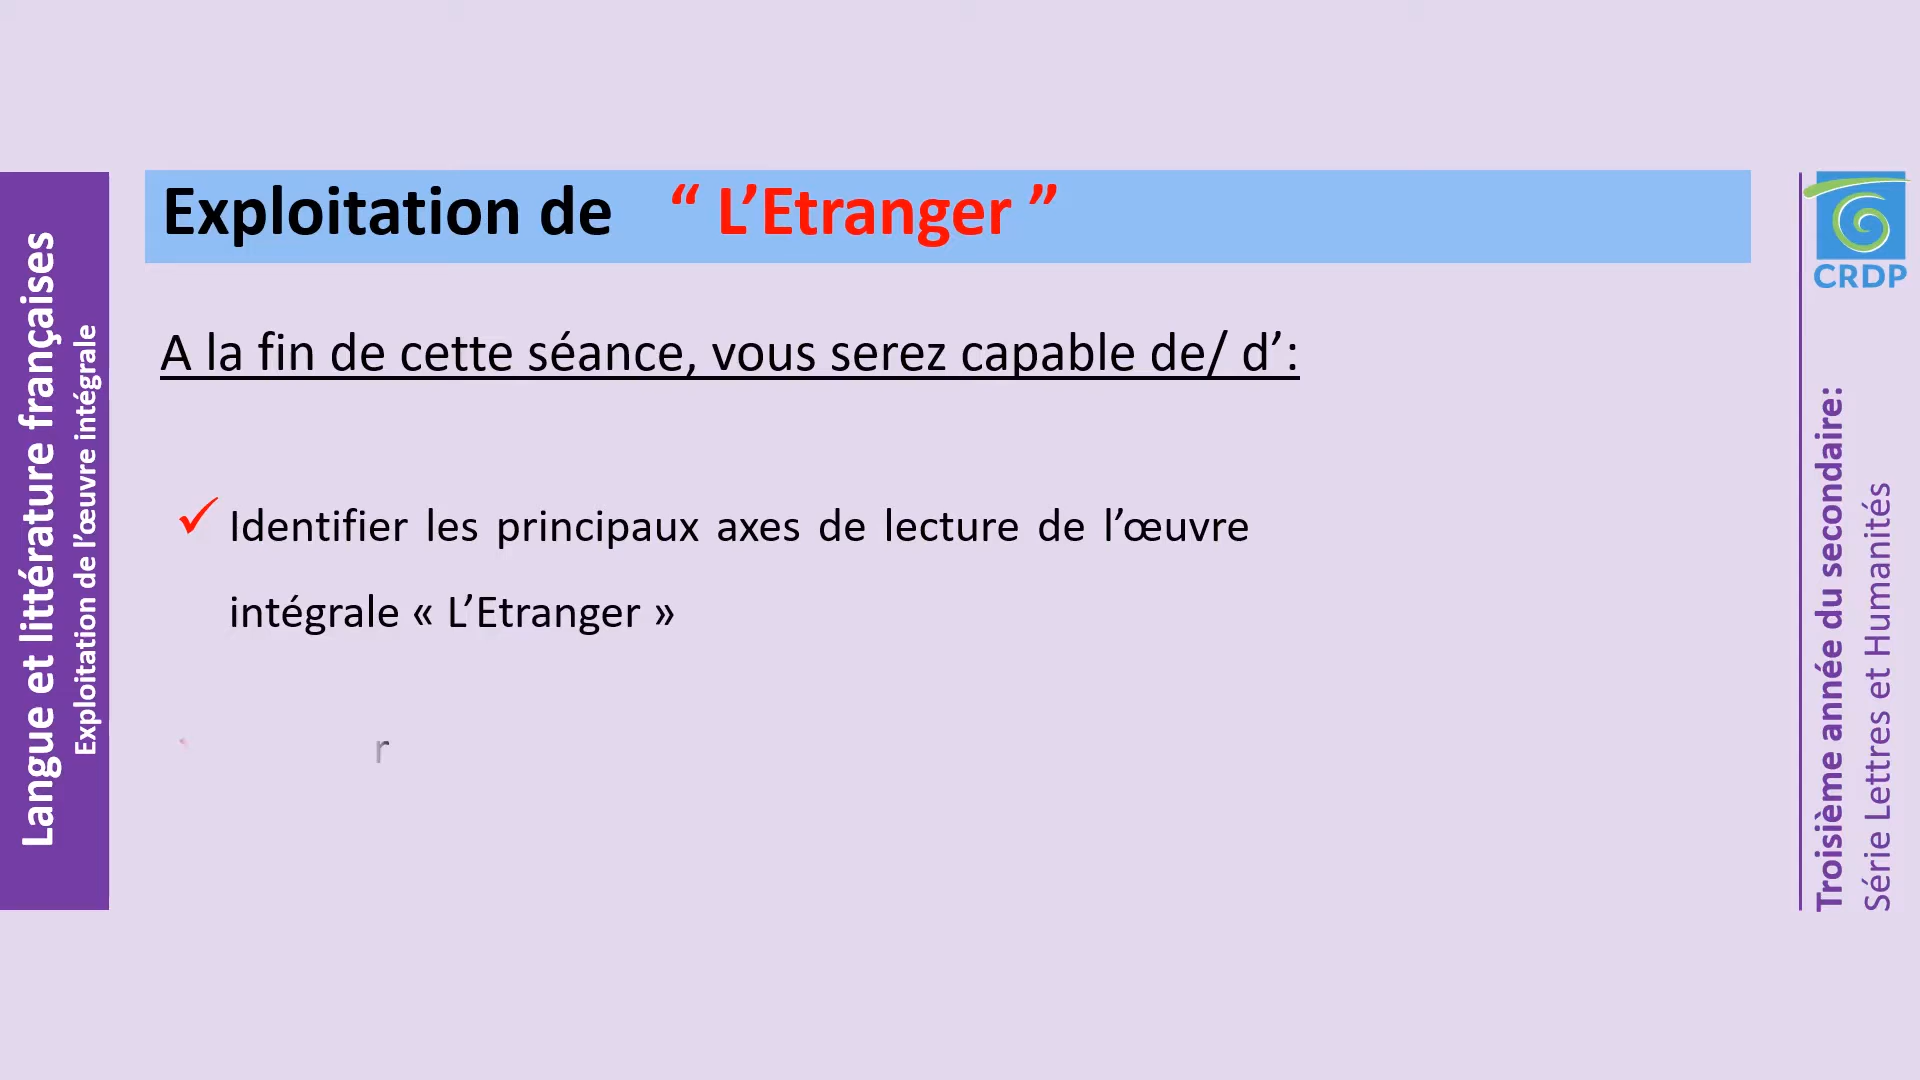 Langue et littérature françaises
Exploitation de l’œuvre intégrale
Exploitation de “ L’Etranger ”
A la fin de cette séance, vous serez capable de/ d’:
✓ Identifier les principaux axes de lecture de l’œuvre
intégrale « L’Etranger »
r
CRDP
Troisième année du secondaire:
Série Lettres et Humanités